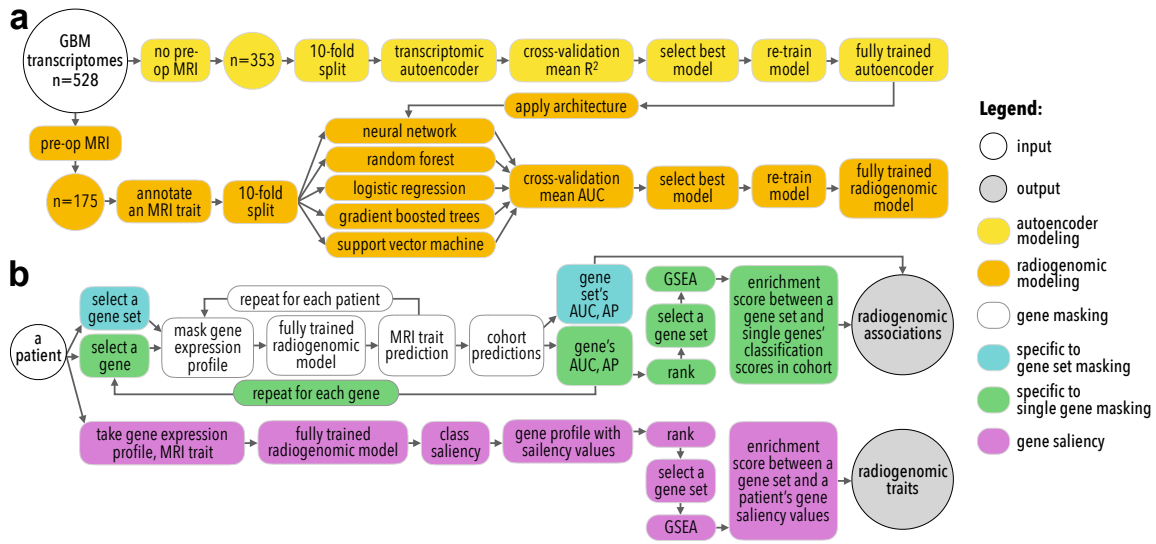 a
GBM
transcriptomes
n=528
no pre-
op MRI
n=353
10-fold
split
transcriptomic
autoencoder
cross-validation
mean R²
select best
model
re-train
model
fully trained
autoencoder
apply architecture
pre-op MRI
n=175
annotate
an MRI trait
10-fold
split
neural network
random forest
logistic regression
gradient boosted trees
support vector machine
cross-validation
mean AUC
select best
model
re-train
model
fully trained
radiogenomic
model
b
a
patient
select a
gene set
select a
gene
repeat for each patient
mask gene
expression
profile
fully trained
radiogenomic
model
MRI trait
prediction
cohort
predictions
repeat for each gene
gene
set's
AUC, AP
gene's
AUC, AP
GSEA
select a
gene set
rank
enrichment
score between a
gene set and
single genes'
classification
scores in cohort
radiogenomic
associations
take gene expression
profile, MRI trait
fully trained
radiogenomic model
class
saliency
gene profile with
sailency values
rank
select a
gene set
GSEA
enrichment
score between a
gene set and a
patient's gene
saliency values
radiogenomic
traits
Legend:
input
output
autoencoder
modeling
radiogenomic
modeling
gene masking
specific to
gene set masking
specific to
single gene masking
gene saliency